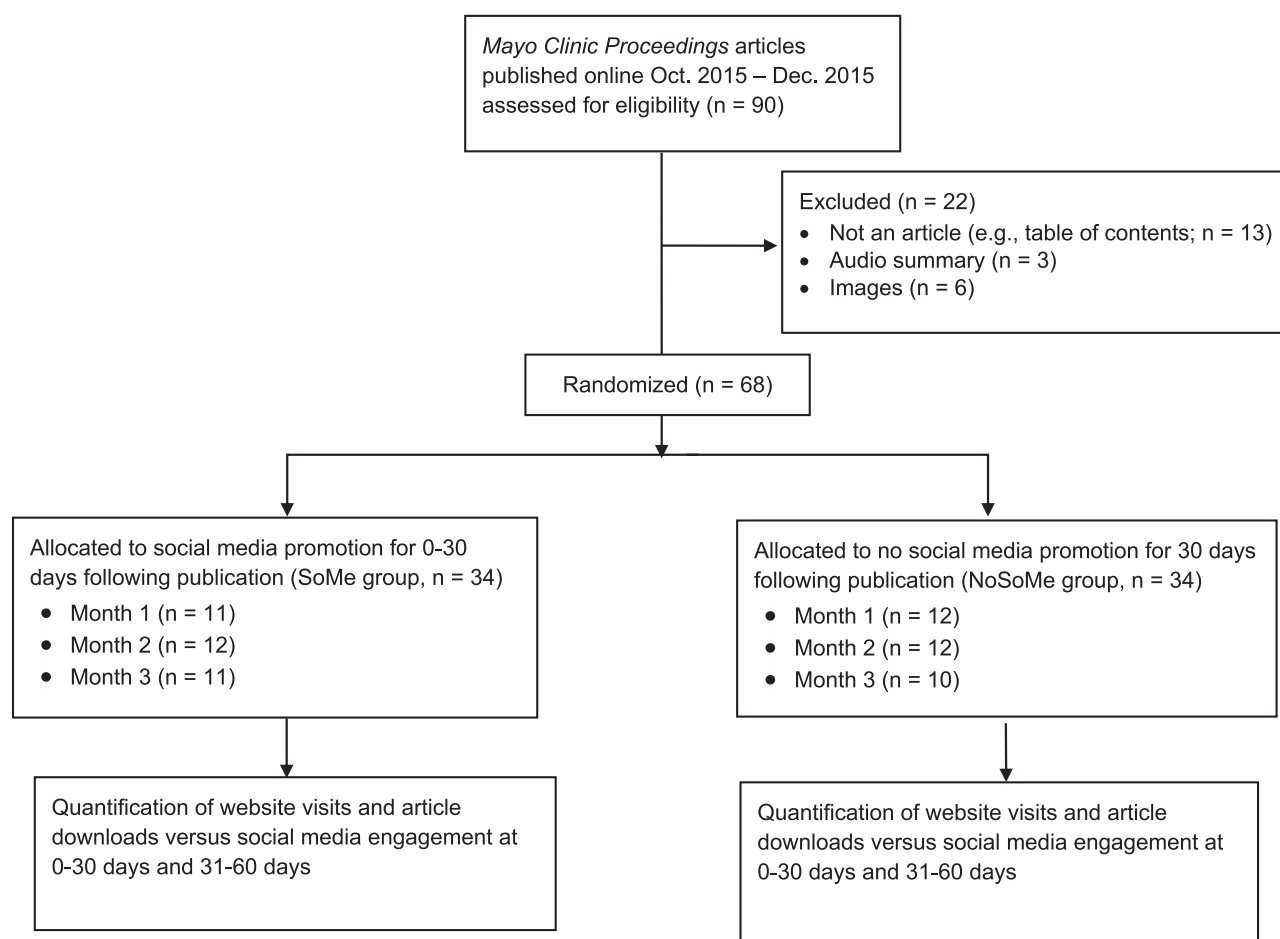 Mayo Clinic Proceedings articles
published online Oct. 2015 – Dec. 2015
assessed for eligibility (n = 90)
Excluded (n = 22)
• Not an article (e.g., table of contents; n = 13)
• Audio summary (n = 3)
• Images (n = 6)
Randomized (n = 68)
Allocated to social media promotion for 0-30
days following publication (SoMe group, n = 34)
• Month 1 (n = 11)
• Month 2 (n = 12)
• Month 3 (n = 11)
Allocated to no social media promotion for 30 days
following publication (NoSoMe group, n = 34)
• Month 1 (n = 12)
• Month 2 (n = 12)
• Month 3 (n = 10)
Quantification of website visits and article
downloads versus social media engagement at
0-30 days and 31-60 days
Quantification of website visits and article
downloads versus social media engagement at
0-30 days and 31-60 days